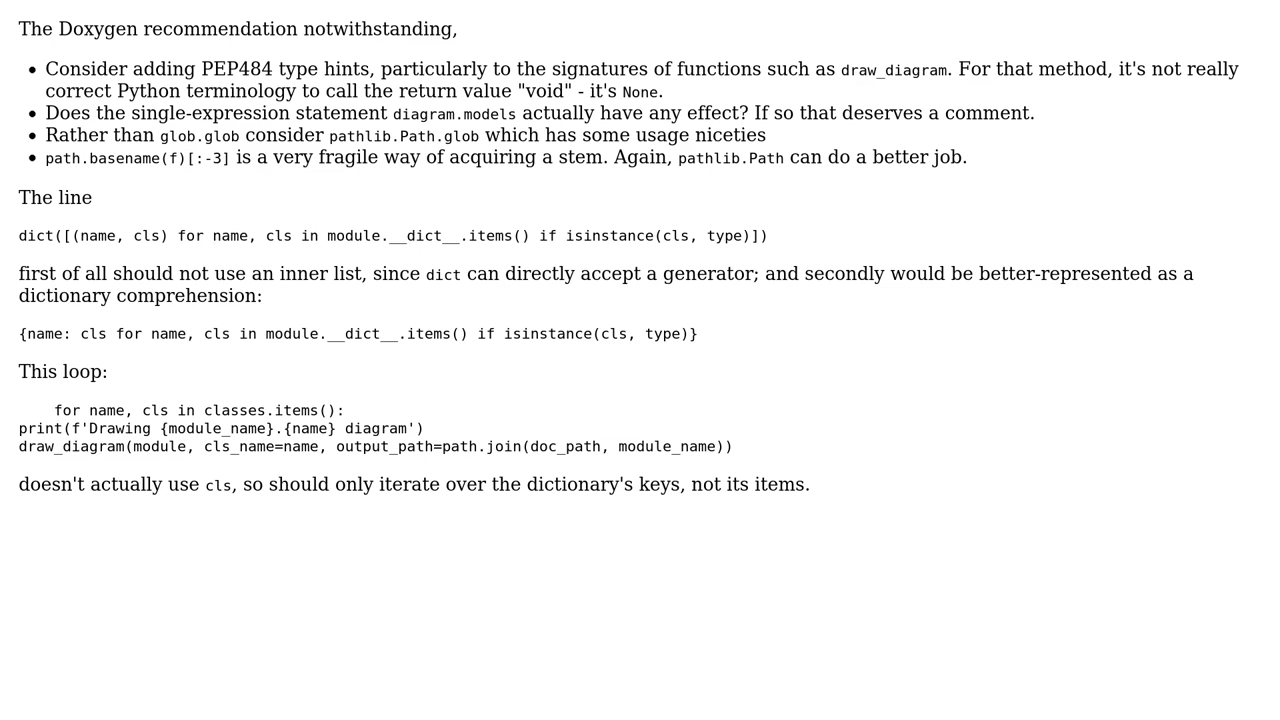 The Doxygen recommendation notwithstanding,
• Consider adding PEP484 type hints, particularly to the signatures of functions such as draw_diagram. For that method, it's not really
correct Python terminology to call the return value "void" - it's None.
• Does the single-expression statement diagram.models actually have any effect? If so that deserves a comment.
• Rather than glob.glob consider pathlib.Path.glob which has some usage niceties
• path.basename(f)[:-3] is a very fragile way of acquiring a stem. Again, pathlib.Path can do a better job.
The line
dict([(name, cls) for name, cls in module.__dict__.items() if isinstance(cls, type)])
first of all should not use an inner list, since dict can directly accept a generator; and secondly would be better-represented as a
dictionary comprehension:
{name: cls for name, cls in module.__dict__.items() if isinstance(cls, type)}
This loop:
    for name, cls in classes.items():
print(f'Drawing {module_name}.{name} diagram')
draw_diagram(module, cls_name=name, output_path=path.join(doc_path, module_name))
doesn't actually use cls, so should only iterate over the dictionary's keys, not its items.